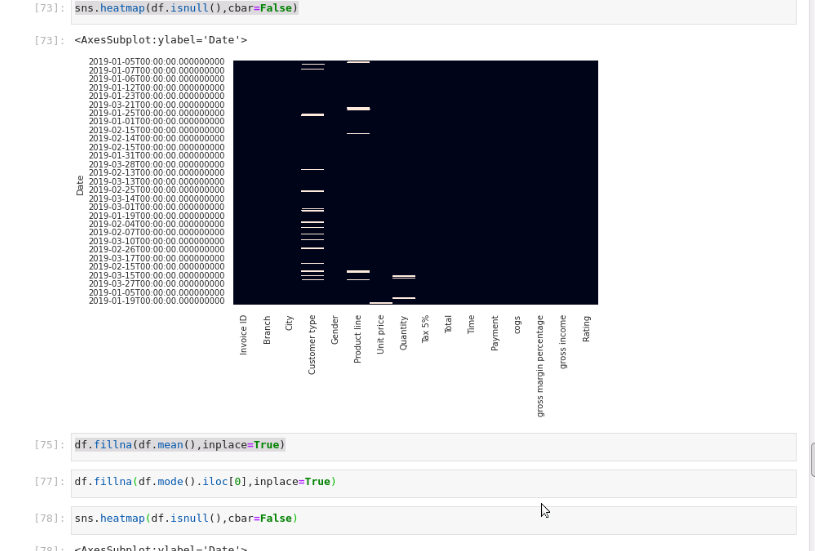 [73]: sns.heatmap(df.isnull(),cbar=False)
[73]: <AxesSubplot:ylabel='Date'>
2019-01-05T00:00:00.000000000
2019-01-07T00:00:00.000000000
2019-01-06T00:00:00.000000000
2019-01-12T00:00:00.000000000
2019-01-23T00:00:00.000000000
2019-03-21T00:00:00.000000000
2019-01-25T00:00:00.000000000
2019-01-01T00:00:00.000000000
2019-02-15T00:00:00.000000000
2019-02-14T00:00:00.000000000
2019-02-15T00:00:00.000000000
2019-01-31T00:00:00.000000000
2019-03-28T00:00:00.000000000
2019-02-13T00:00:00.000000000
2019-03-13T00:00:00.000000000
2019-02-25T00:00:00.000000000
2019-03-14T00:00:00.000000000
2019-03-01T00:00:00.000000000
2019-01-19T00:00:00.000000000
2019-02-04T00:00:00.000000000
2019-02-07T00:00:00.000000000
2019-03-10T00:00:00.000000000
2019-02-26T00:00:00.000000000
2019-03-17T00:00:00.000000000
2019-02-15T00:00:00.000000000
2019-03-15T00:00:00.000000000
2019-03-27T00:00:00.000000000
2019-01-05T00:00:00.000000000
2019-01-19T00:00:00.000000000
Date
Invoice ID
Branch
City
Customer type
Gender
Product line
Unit price
Quantity
Tax 5%
Total
Time
Payment
cogs
gross margin percentage
gross income
Rating
[75]: df.fillna(df.mean(),inplace=True)
[77]: df.fillna(df.mode().iloc[0],inplace=True)
[78]: sns.heatmap(df.isnull(),cbar=False)
[78]: <AxesSubplot:ylabel='Date'>